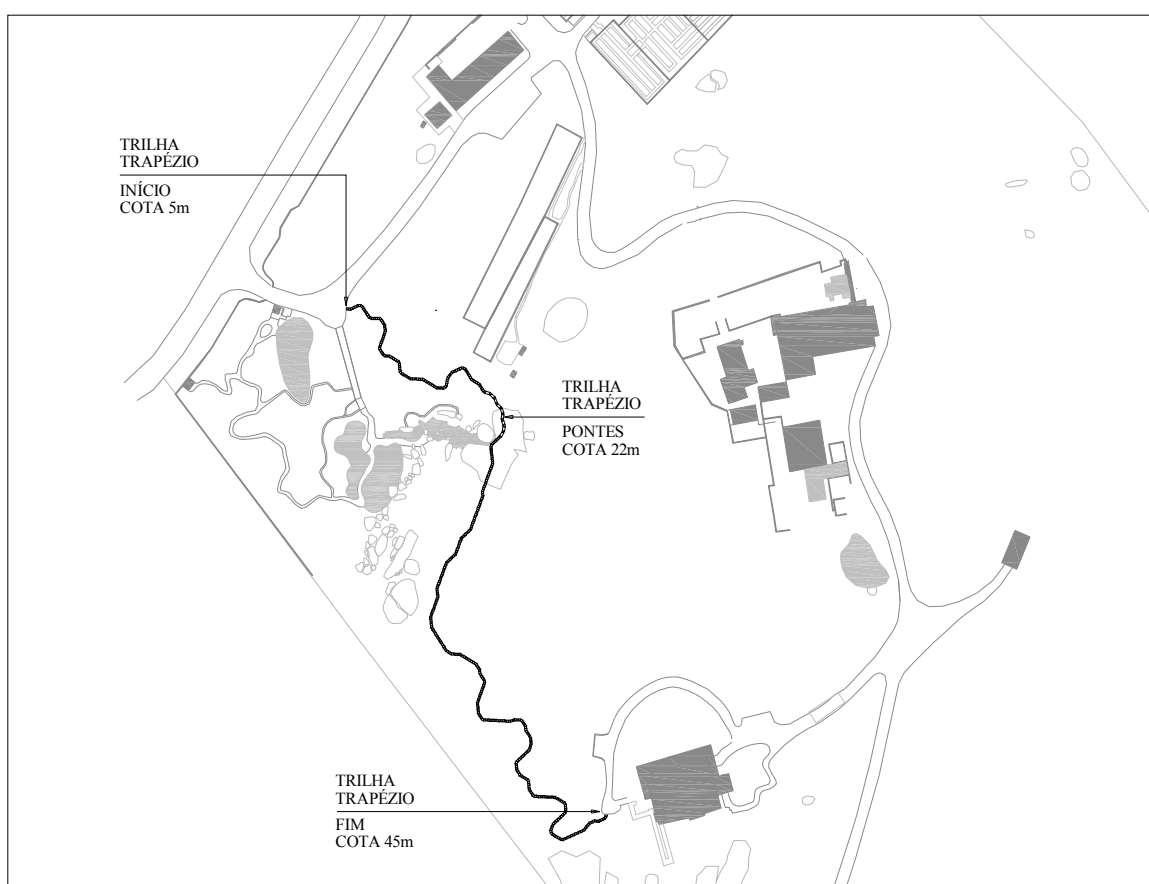 TRILHA
TRAPÉZIO
INÍCIO
COTA 5m
TRILHA
TRAPÉZIO
PONTES
COTA 22m
TRILHA
TRAPÉZIO
FIM
COTA 45m